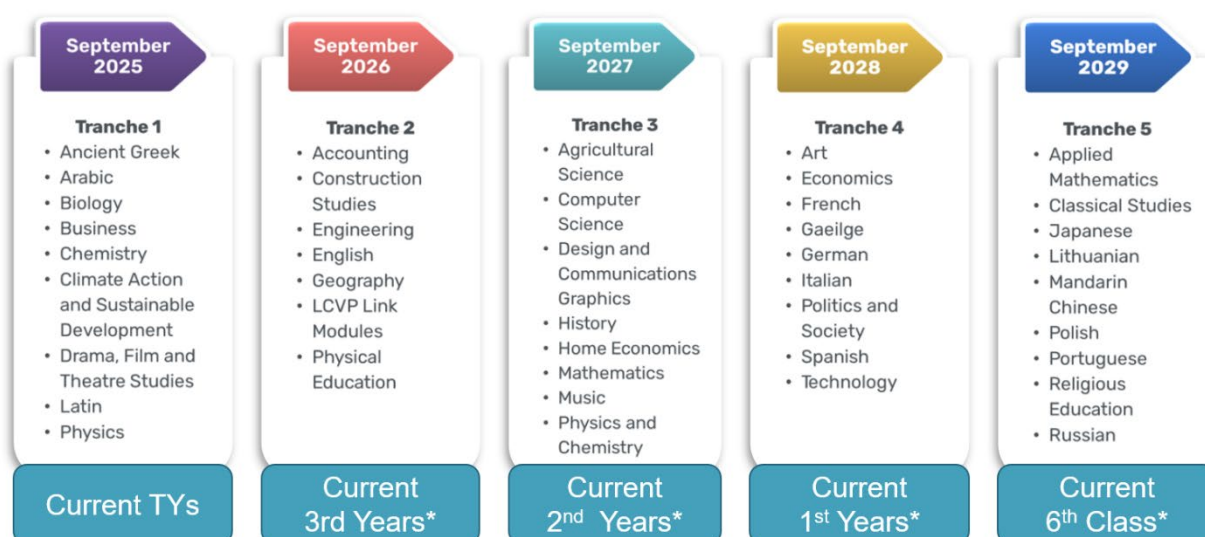 September
2025
Tranche 1
• Ancient Greek
• Arabic
• Biology
• Business
• Chemistry
• Climate Action
and Sustainable
Development
• Drama, Film and
Theatre Studies
• Latin
• Physics
Current TYs
September
2026
Tranche 2
• Accounting
• Construction
Studies
• Engineering
• English
• Geography
• LCVP Link
Modules
• Physical
Education
Current
3rd Years*
September
2027
Tranche 3
• Agricultural
Science
• Computer
Science
• Design and
Communications
Graphics
• History
• Home Economics
• Mathematics
• Music
• Physics and
Chemistry
Current
2nd Years*
September
2028
Tranche 4
• Art
• Economics
• French
• Gaeilge
• German
• Italian
• Politics and
Society
• Spanish
• Technology
Current
1st Years*
September
2029
Tranche 5
• Applied
Mathematics
• Classical Studies
• Japanese
• Lithuanian
• Mandarin
Chinese
• Polish
• Portuguese
• Religious
Education
• Russian
Current
6th Class*